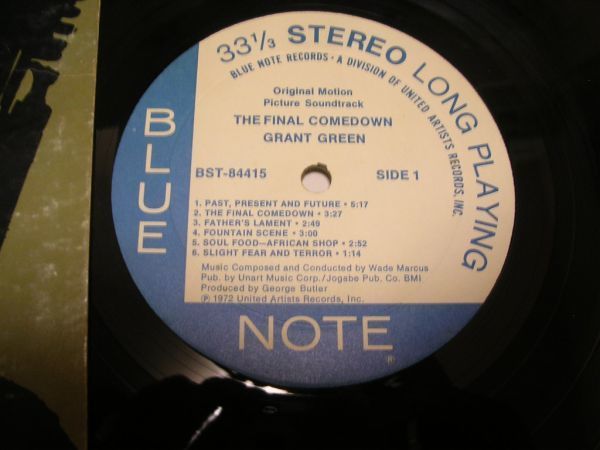 33 1/3 STEREO LONG PLAYING
BLUE NOTE RECORDS • A DIVISION OF UNITED ARTISTS RECORDS, INC.
Original Motion
Picture Soundtrack
THE FINAL COMEDOWN
GRANT GREEN
BST-84415
SIDE 1
1. PAST, PRESENT AND FUTURE • 5:17
2. THE FINAL COMEDOWN • 3:27
3. FATHER'S LAMENT • 2:49
4. FOUNTAIN SCENE • 3:00
5. SOUL FOOD—AFRICAN SHOP • 2:52
6. SLIGHT FEAR AND TERROR • 1:14
Music Composed and Conducted by Wade Marcus
Pub. by Unart Music Corp./Jogabe Pub. Co. BMI
Produced by George Butler
℗ 1972 United Artists Records, Inc.
BLUE
NOTE
®